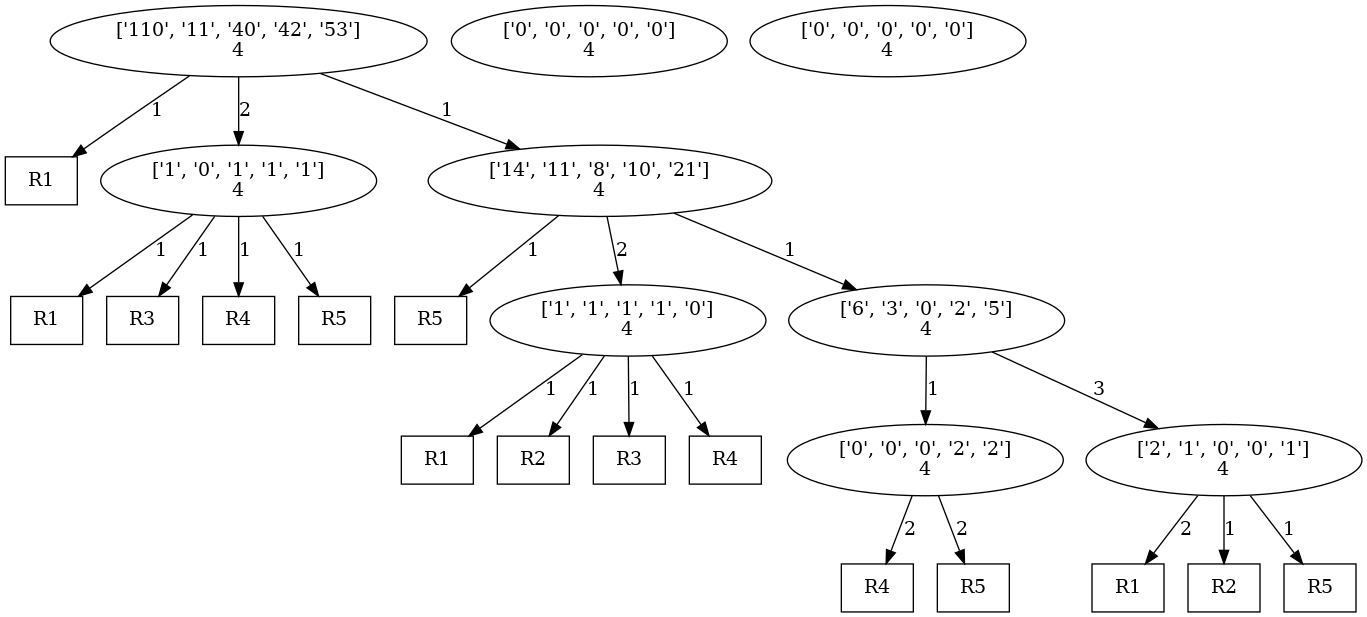 ['110', '11', '40', '42', '53']
4
['0', '0', '0', '0', '0']
4
['0', '0', '0', '0', '0']
4
1
2
1
R1
['1', '0', '1', '1', '1']
4
['14', '11', '8', '10', '21']
4
1
1
1
1
1
2
1
R1
R3
R4
R5
R5
['1', '1', '1', '1', '0']
4
['6', '3', '0', '2', '5']
4
1
1
1
1
1
3
R1
R2
R3
R4
['0', '0', '0', '2', '2']
4
['2', '1', '0', '0', '1']
4
2
2
2
1
1
R4
R5
R1
R2
R5